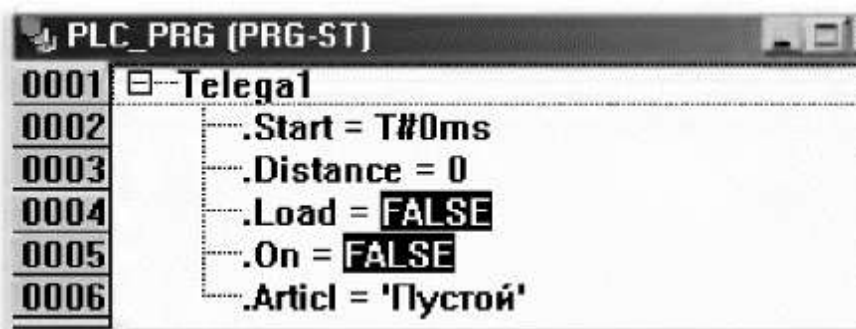 PLC_PRG (PRG-ST)
0001 Telega1
0002 .Start = T#0ms
0003 .Distance = 0
0004 .Load = FALSE
0005 .On = FALSE
0006 .Articl = 'Пустой'